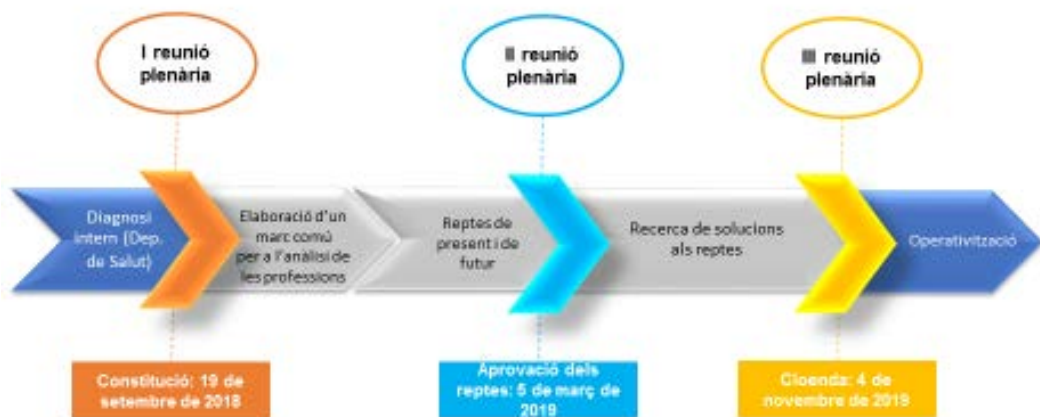 I reunió
plenària
II reunió
plenària
III reunió
plenària
Diagnosi
intern (Dep.
de Salut)
Elaboració d'un
marc comú
per a l'anàlisi de
les professions
Reptes de
present i de
futur
Recerca de solucions
als reptes
Operativització
Constitució: 19 de
setembre de 2018
Aprovació dels
reptes: 5 de març de
2019
Cloenda: 4 de
novembre de 2019